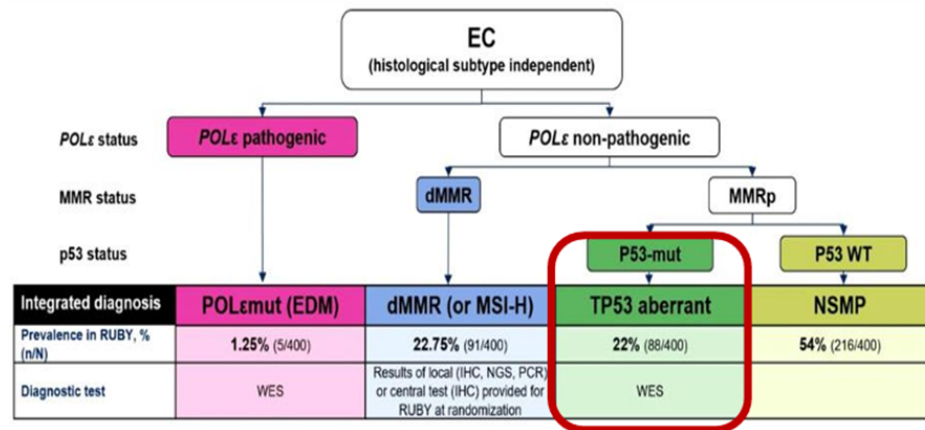 EC
(histological subtype independent)
POLε status
POLε pathogenic
POLε non-pathogenic
MMR status
dMMR
MMRp
p53 status
P53-mut
P53 WT
Integrated diagnosis
POLεmut (EDM)
dMMR (or MSI-H)
TP53 aberrant
NSMP
Prevalence in RUBY, %
(n/N)
1.25% (5/400)
22.75% (91/400)
22% (88/400)
54% (216/400)
Diagnostic test
WES
Results of local (IHC, NGS, PCR)
or central test (IHC) provided for
RUBY at randomization
WES